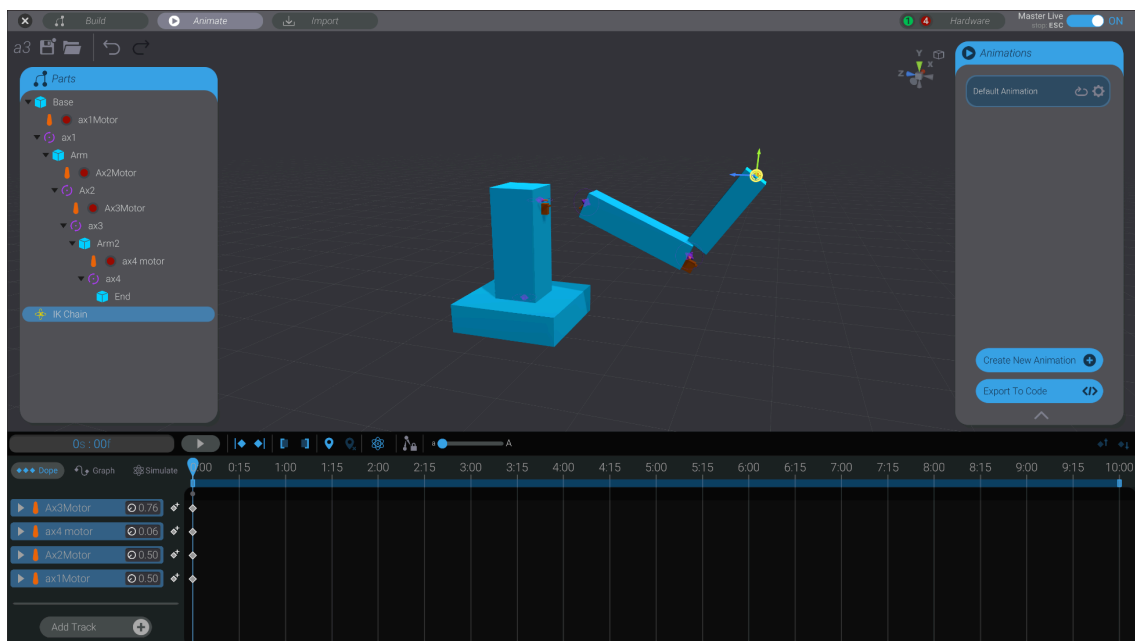 Build
Animate
Import
1
4
Hardware
Master Live
stop: ESC
ON
a3
Parts
Base
ax1Motor
ax1
Arm
Ax2Motor
Ax2
Ax3Motor
ax3
Arm2
ax4 motor
ax4
End
IK Chain
Y
X
Z
Animations
Default Animation
Create New Animation
Export To Code </>
0s : 00f
a
A
Dope
Graph
Simulate
0:00 0:15 1:00 1:15 2:00 2:15 3:00 3:15 4:00 4:15 5:00 5:15 6:00 6:15 7:00 7:15 8:00 8:15 9:00 9:15 10:00
Ax3Motor 0.76
ax4 motor 0.06
Ax2Motor 0.50
ax1Motor 0.50
Add Track